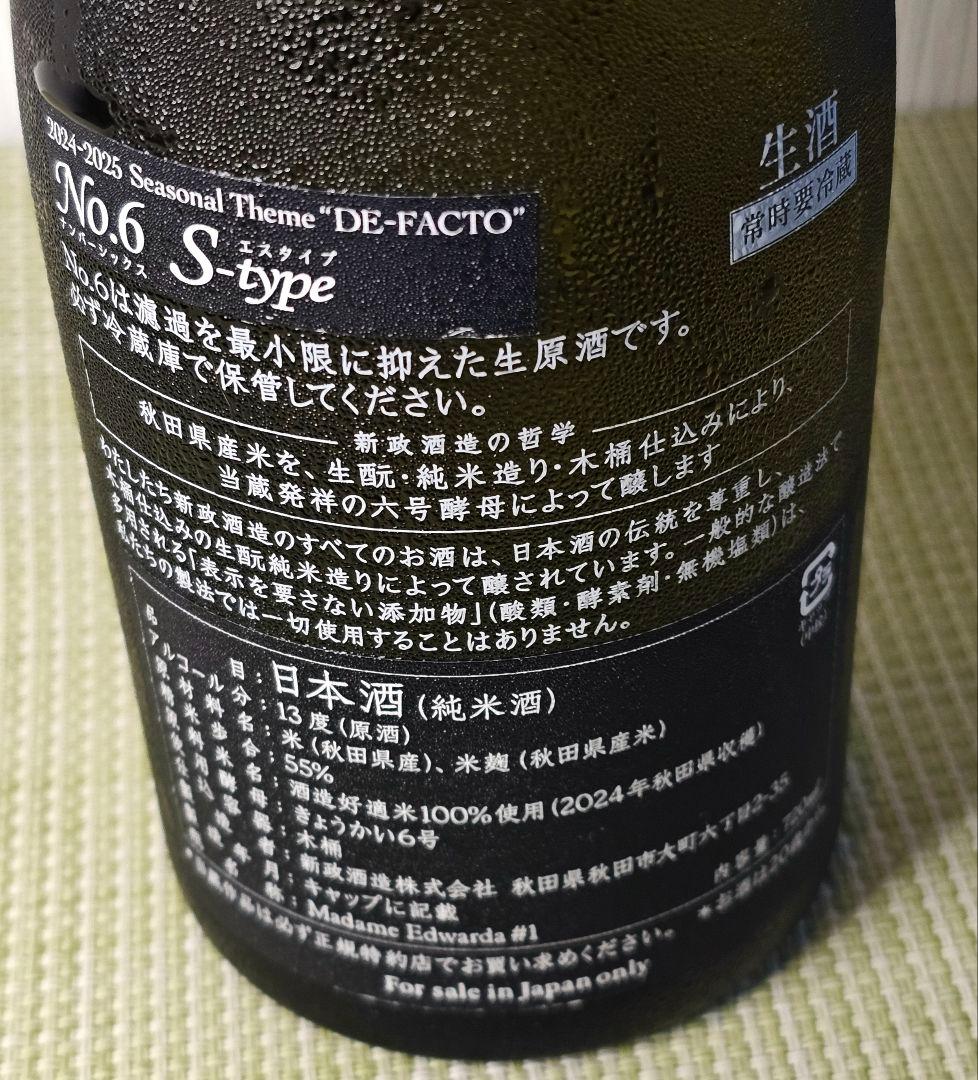 2024-2025 Seasonal Theme "DE-FACTO"
No.6 S-type
ナンバーシックス エスタイプ
生酒
常時要冷蔵
No.6は濾過を最小限に抑えた生原酒です。
必ず冷蔵庫で保管してください。
新政酒造の哲学
秋田県産米を、生酛・純米造り・木桶仕込みにより、
当蔵発祥の六号酵母によって醸します
わたしたち新政酒造のすべてのお酒は、日本酒の伝統を尊重し、
木桶仕込みの生酛純米造りによって醸されています。一般的な醸造法で
多用される「表示を要さない添加物」(酸類・酵素剤・無機塩類)は、
私たちの製法では一切使用することはありません。
品目:日本酒(純米酒)
アルコール分:13度(原酒)
原材料名:米(秋田県産)、米麹(秋田県産米)
精米歩合:55%
原料米名:酒造好適米100%使用(2024年秋田県収穫)
使用酵母:きょうかい6号
仕込容器:木桶
製造者:新政酒造株式会社 秋田県秋田市大町六丁目2-35
年月:キャップに記載
内容量:720ml
名称:Madame Edwarda #1
*お酒は20歳
は必ず正規特約店でお買い求めください。
For sale in Japan only